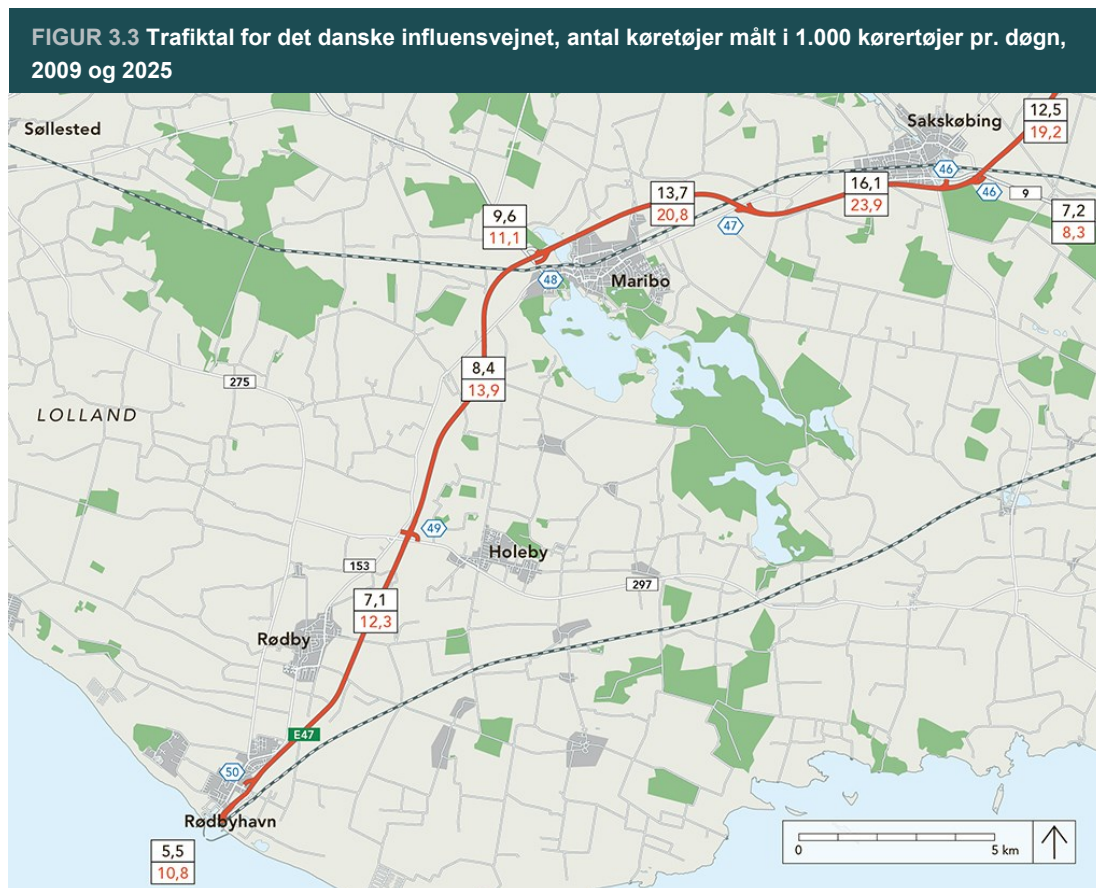 FIGUR 3.3 Trafiktal for det danske influensvejnet, antal køretøjer målt i 1.000 kørertøjer pr. døgn,
2009 og 2025
Søllested
Sakskøbing
12,5
19,2
46
46
9
16,1
23,9
13,7
20,8
7,2
8,3
9,6
11,1
47
48
Maribo
8,4
13,9
275
LOLLAND
49
Holeby
153
297
7,1
12,3
Rødby
E47
50
Rødbyhavn
5,5
10,8
0
5 km